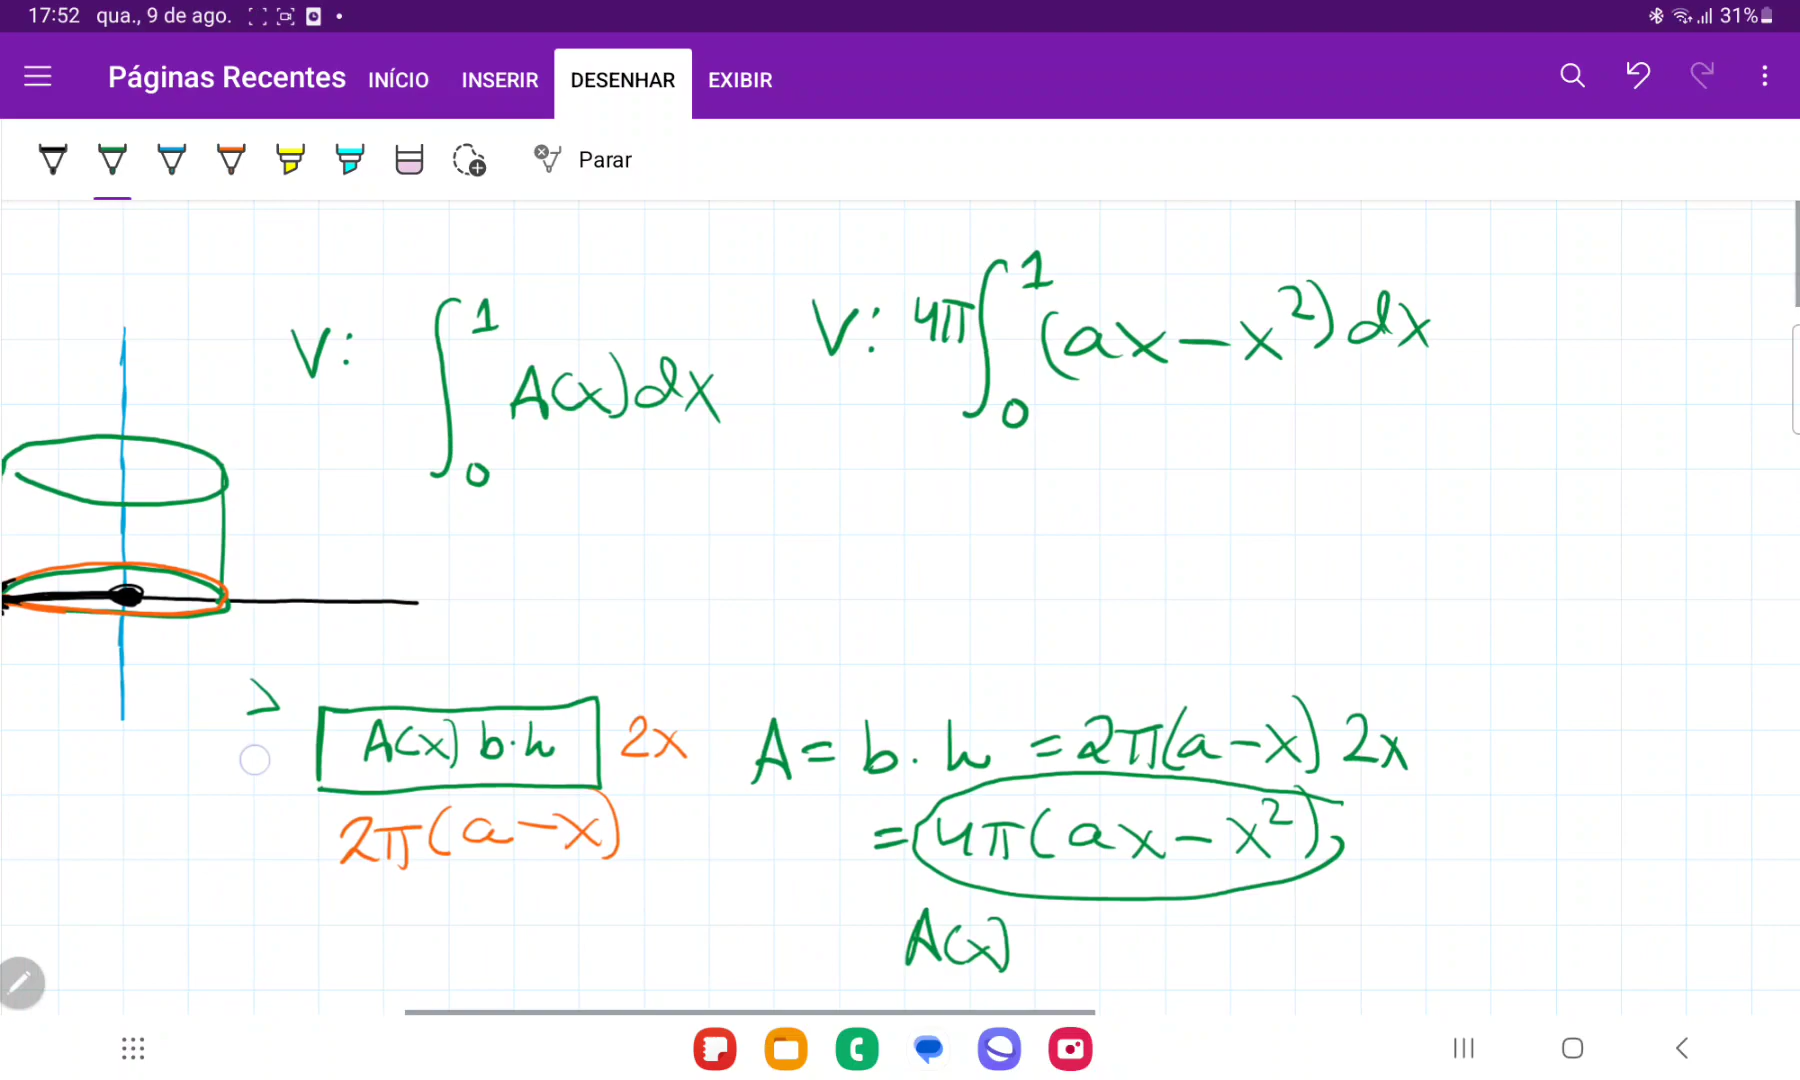 17:52 qua., 9 de ago. 31%
Páginas Recentes INÍCIO INSERIR DESENHAR EXIBIR
Parar
V: ∫₀¹ A(x)dx
V: 4π∫₀¹ (ax-x²)dx
A(x) b·h 2x
2π(a-x)
A = b.h = 2π(a-x) 2x
= 4π(ax-x²),
A(x)